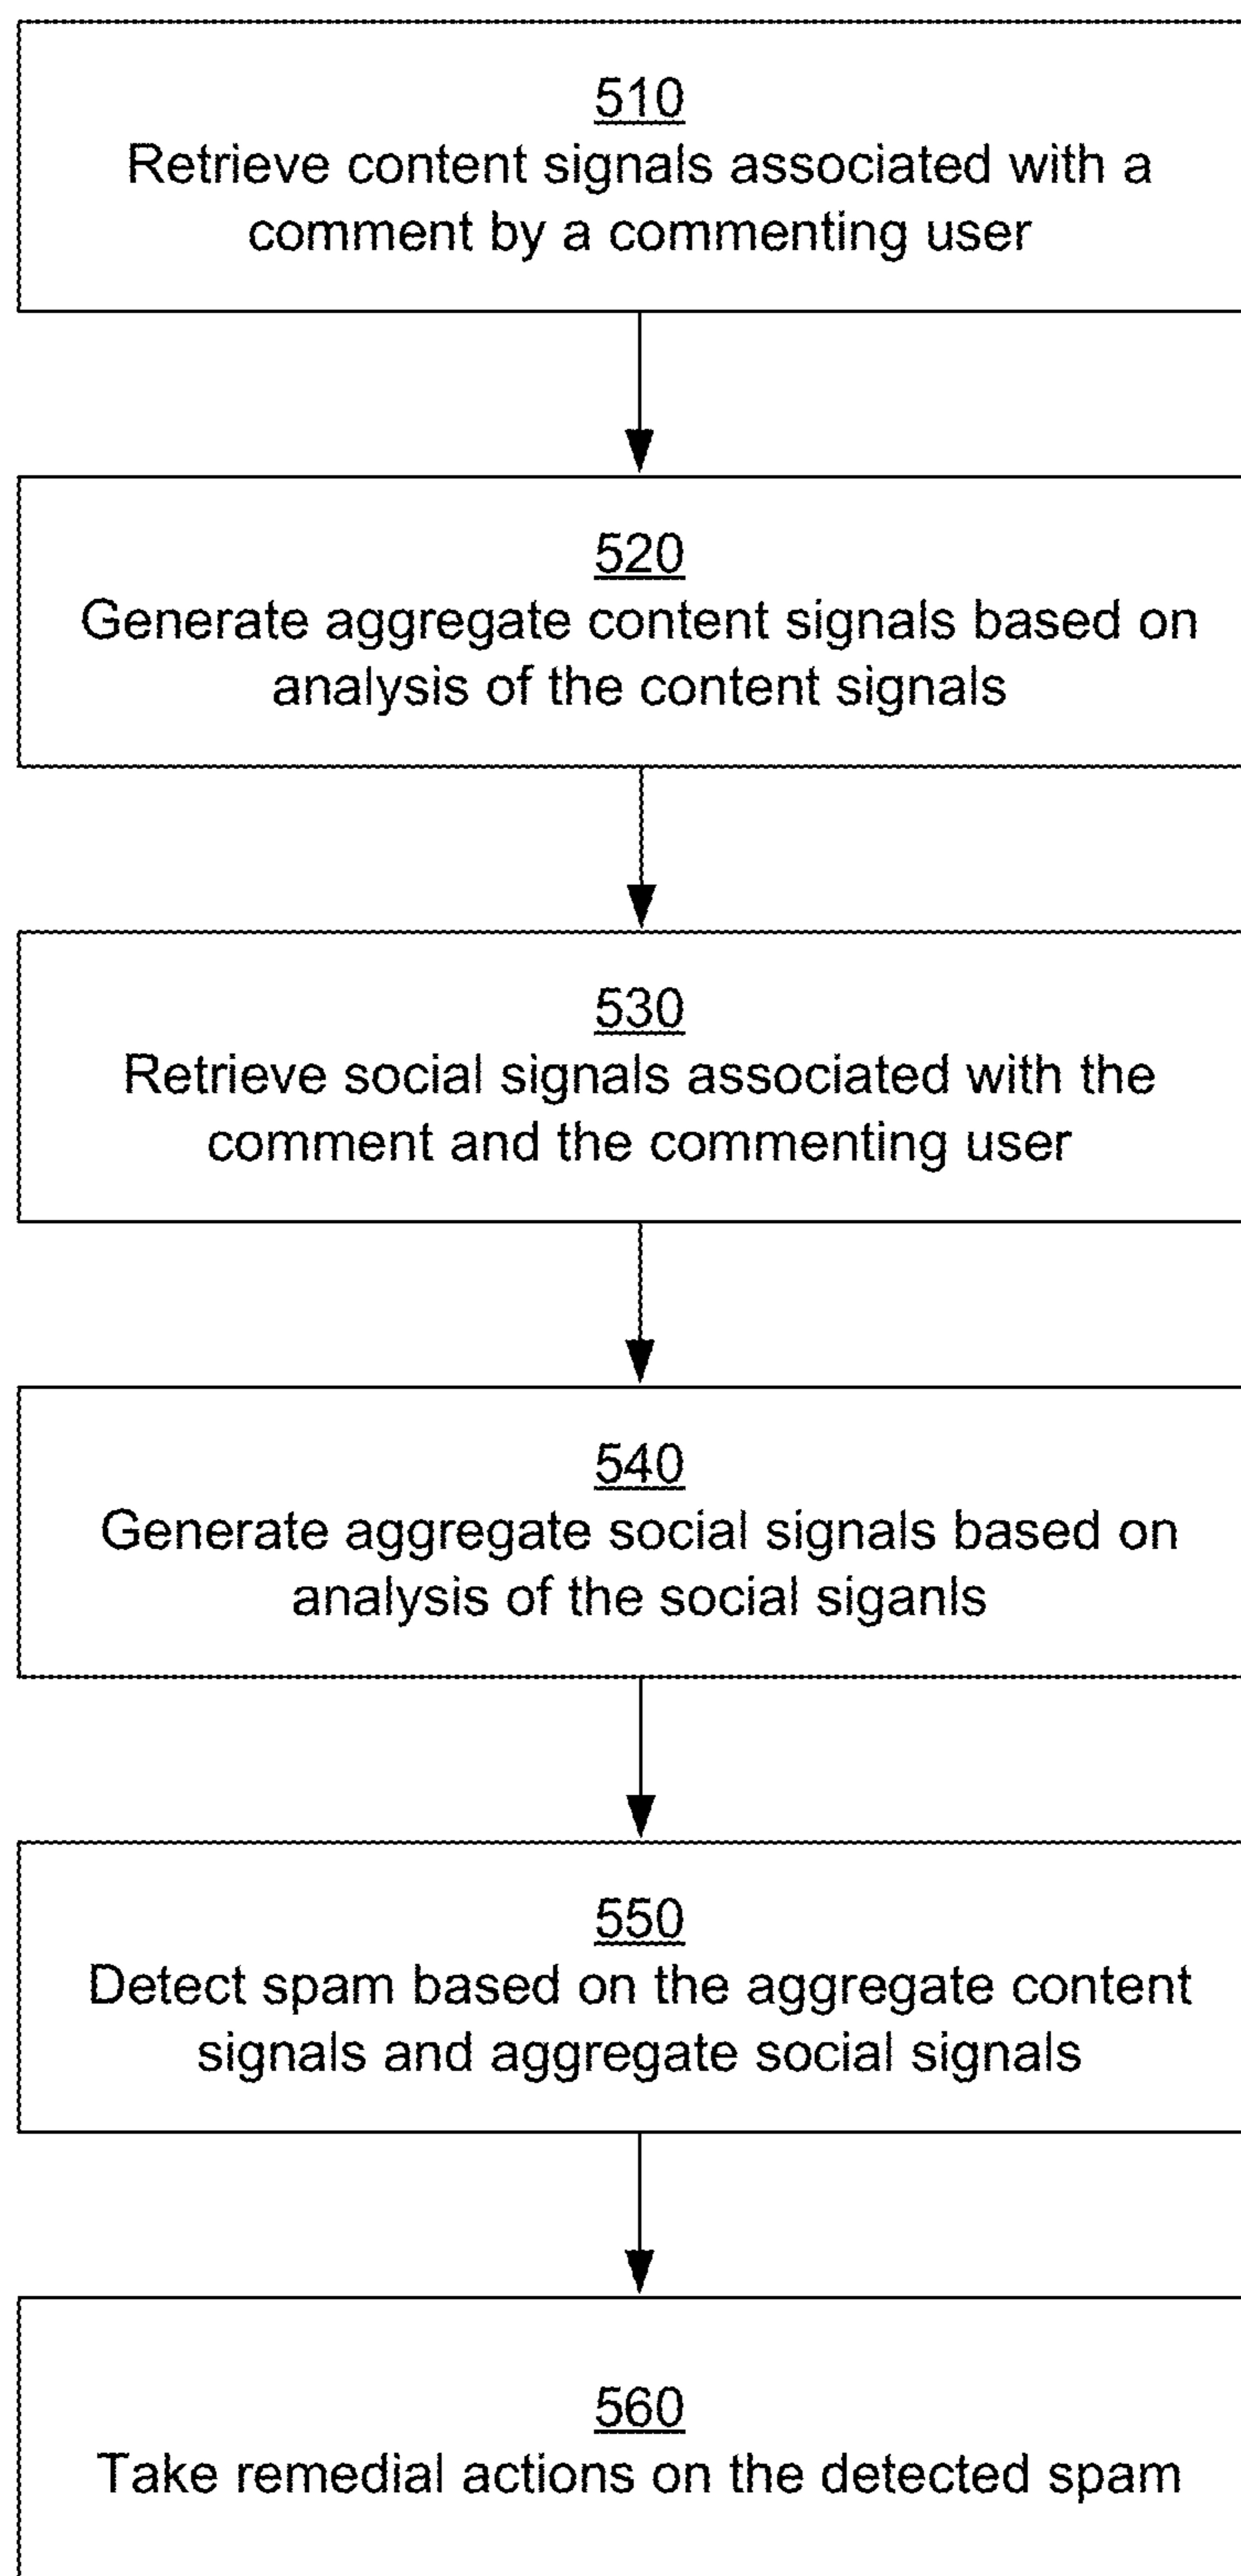 510
Retrieve content signals associated with a
comment by a commenting user
520
Generate aggregate content signals based on
analysis of the content signals
530
Retrieve social signals associated with the
comment and the commenting user
540
Generate aggregate social signals based on
analysis of the social siganls
550
Detect spam based on the aggregate content
signals and aggregate social signals
560
Take remedial actions on the detected spam